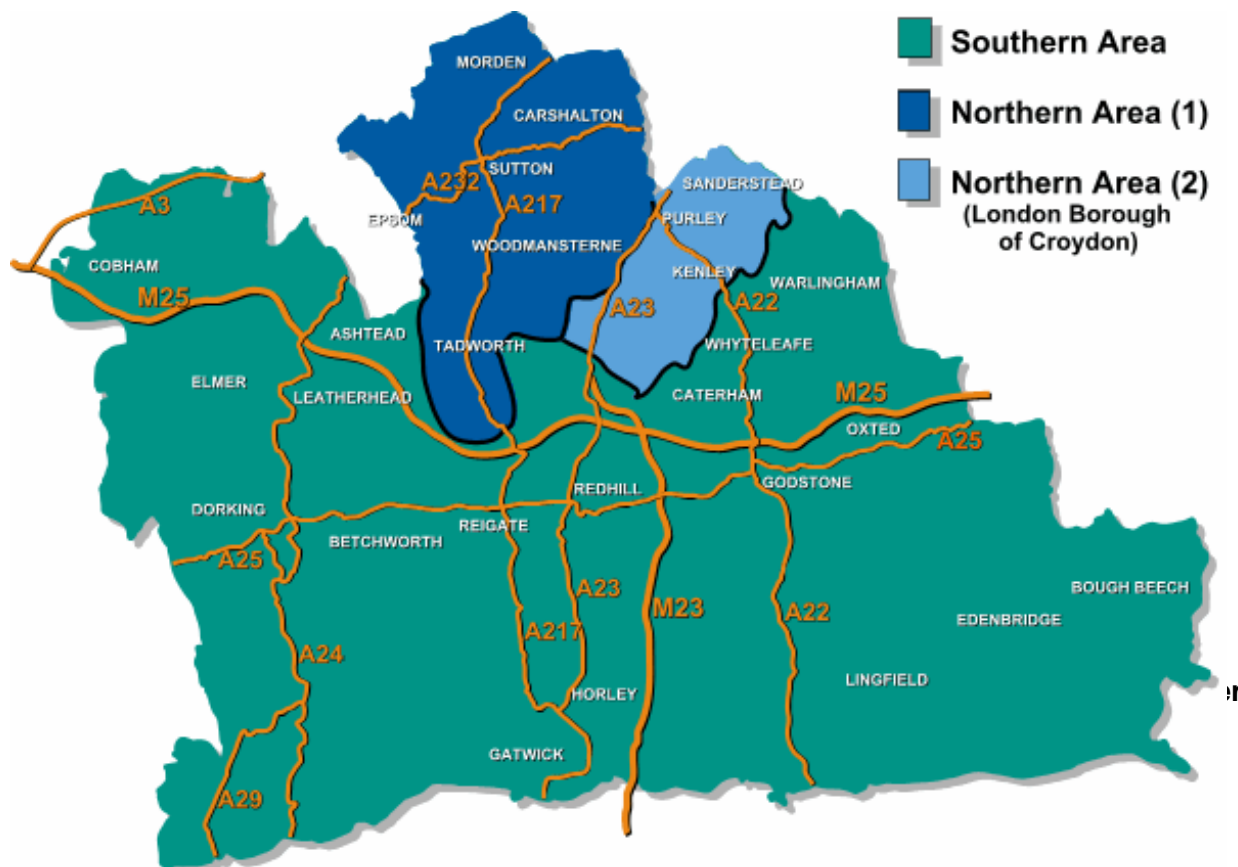 Southern Area
MORDEN
Northern Area (1)
CARSHALTON
SUTTON
A232
SANDERSTEAD
Northern Area (2)
(London Borough
of Croydon)
A3
A217
EPSOM
PURLEY
WOODMANSTERNE
COBHAM
KENLEY
WARLINGHAM
M25
A23
A22
ASHTEAD
TADWORTH
WHYTELEAFE
ELMER
LEATHERHEAD
CATERHAM
M25
OXTED
A25
GODSTONE
REDHILL
DORKING
REIGATE
BETCHWORTH
A25
A23
M23
A22
BOUGH BEECH
EDENBRIDGE
A217
A24
LINGFIELD
HORLEY
er
GATWICK
A29